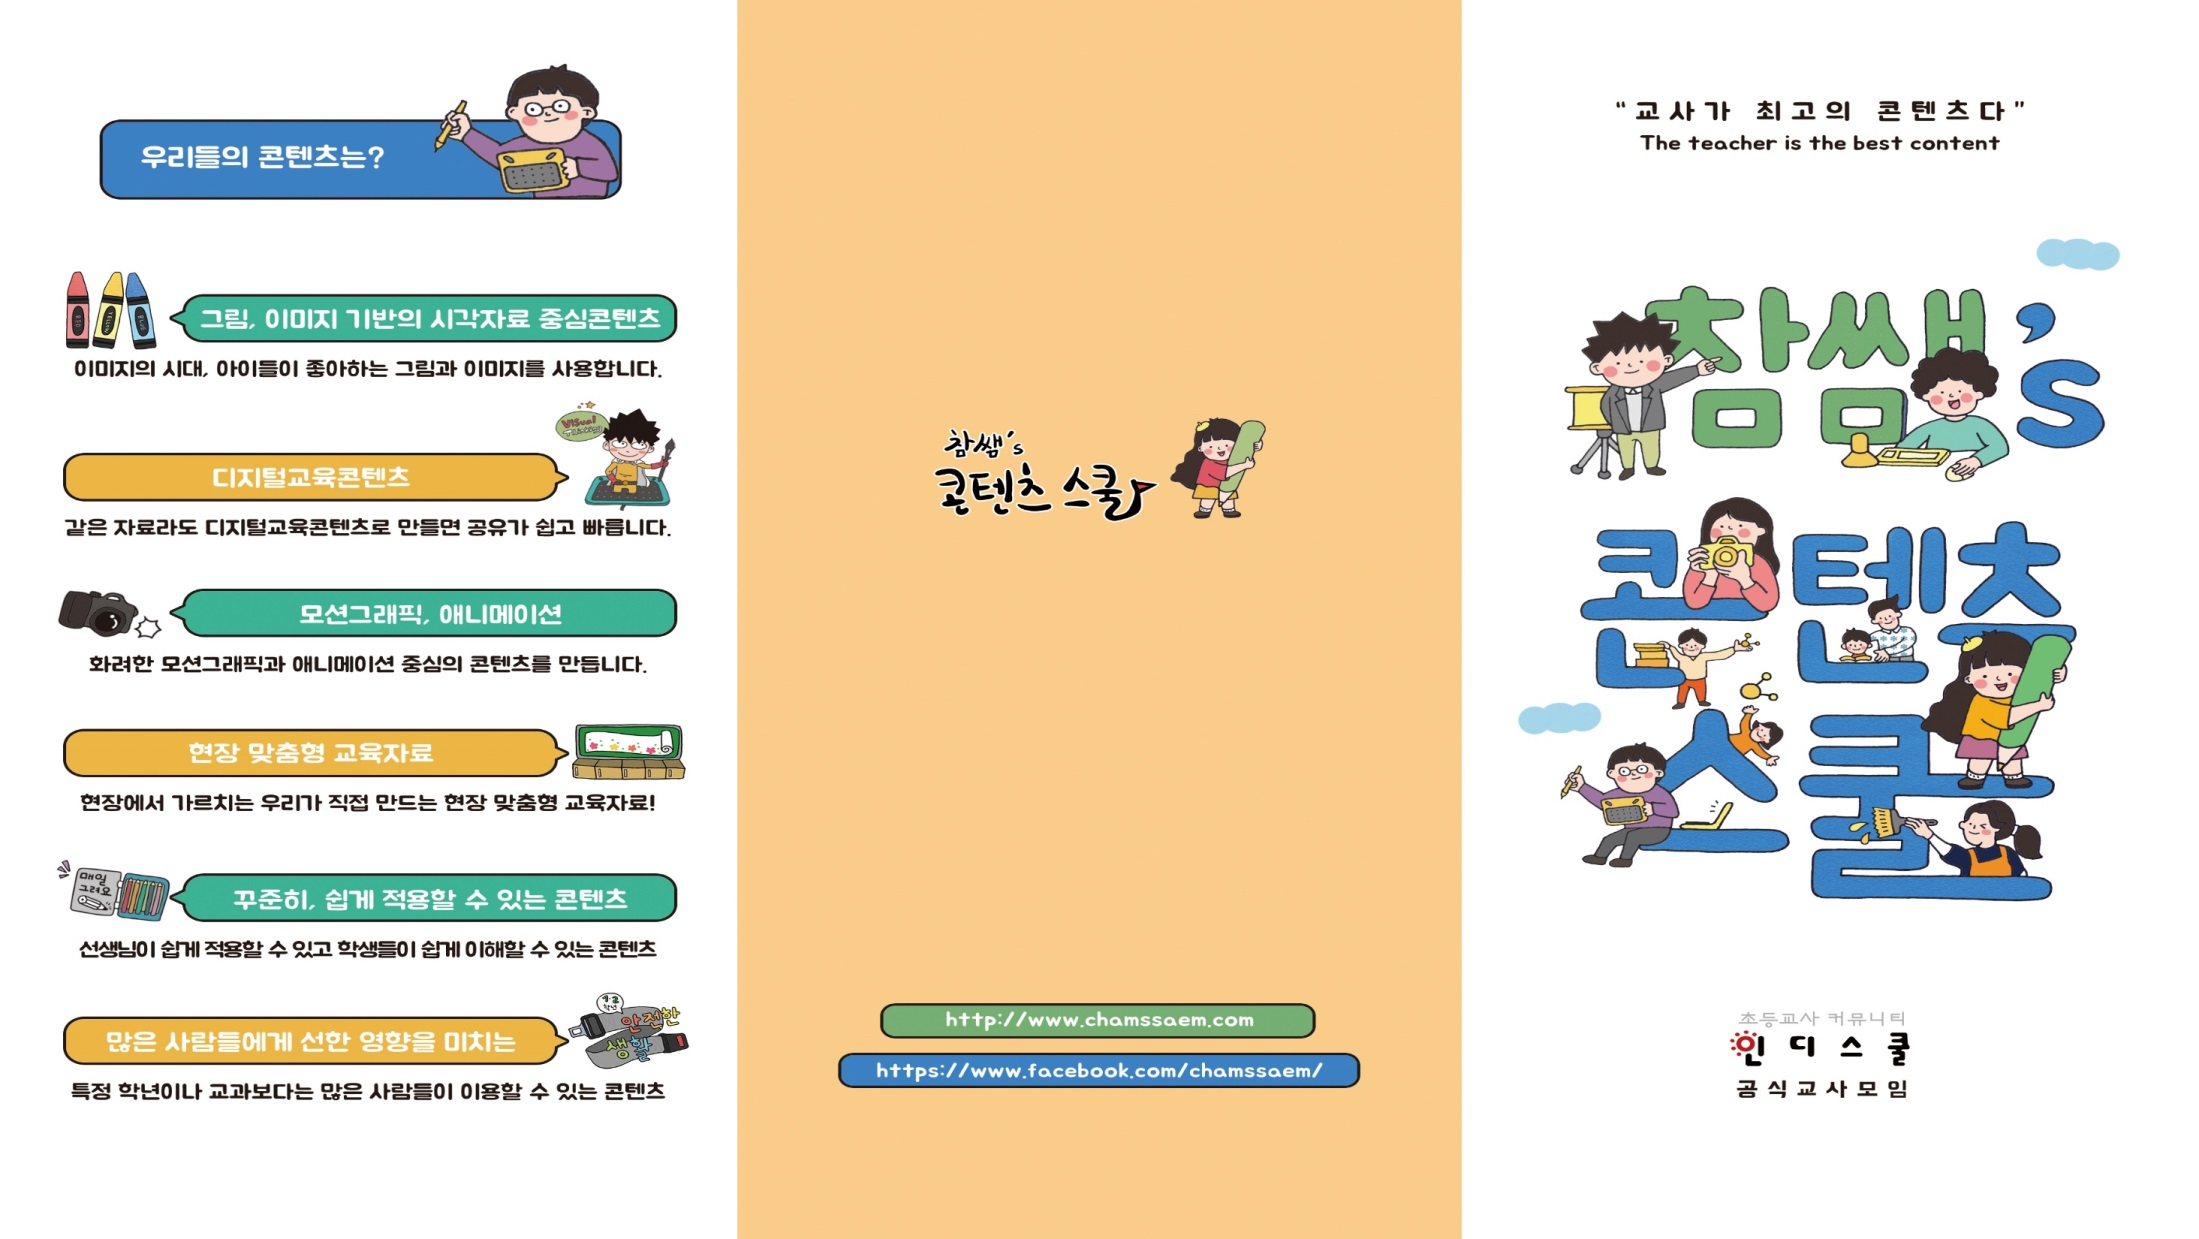 우리들의 콘텐츠는?
그림, 이미지 기반의 시각자료 중심콘텐츠
이미지의 시대, 아이들이 좋아하는 그림과 이미지를 사용합니다.
Visual
Thinking
디지털교육콘텐츠
같은 자료라도 디지털교육콘텐츠로 만들면 공유가 쉽고 빠릅니다.
모션그래픽, 애니메이션
화려한 모션그래픽과 애니메이션 중심의 콘텐츠를 만듭니다.
현장 맞춤형 교육자료
현장에서 가르치는 우리가 직접 만드는 현장 맞춤형 교육자료!
매일
그려요
꾸준히, 쉽게 적용할 수 있는 콘텐츠
선생님이 쉽게 적용할 수 있고 학생들이 쉽게 이해할 수 있는 콘텐츠
안전한
생활
많은 사람들에게 선한 영향을 미치는
특정 학년이나 교과보다는 많은 사람들이 이용할 수 있는 콘텐츠
참쌤's
콘텐츠 스쿨
http://www.chamssaem.com
https://www.facebook.com/chamssaem/
“교사가 최고의 콘텐츠다”
The teacher is the best content
참쌤's
콘텐츠
스쿨
초등교사 커뮤니티
인디스쿨
공식교사모임